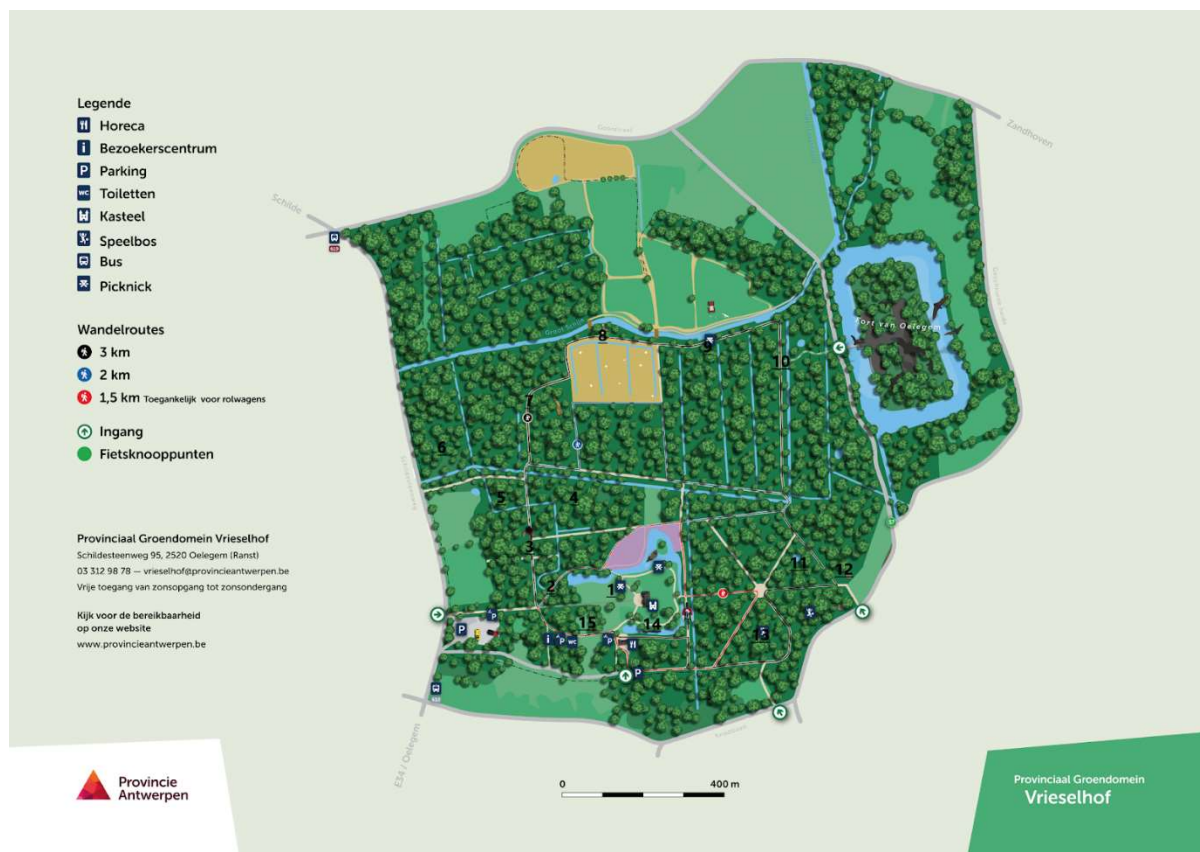 Legende
Horeca
i Bezoekerscentrum
P Parking
WC Toiletten
Kasteel
Speelbos
Bus
Picknick
Wandelroutes
3 km
2 km
1,5 km Toegankelijk voor rolwagens
Ingang
Fietsknooppunten
Provinciaal Groendomein Vrieselhof
Schildesteenweg 95, 2520 Oelegem (Ranst)
03 312 98 78 — vrieselhof@provincieantwerpen.be
Vrije toegang van zonsopgang tot zonsondergang
Kijk voor de bereikbaarheid
op onze website
www.provincieantwerpen.be
Schilde
Zandhoven
Fort van Oelegem
8
9
10
7
6
5
4
3
2
1
11
12
15
14
13
P
P
i
P
WC
P
P
E34 / Oelegem
0
400 m
Provincie
Antwerpen
Provinciaal Groendomein
Vrieselhof